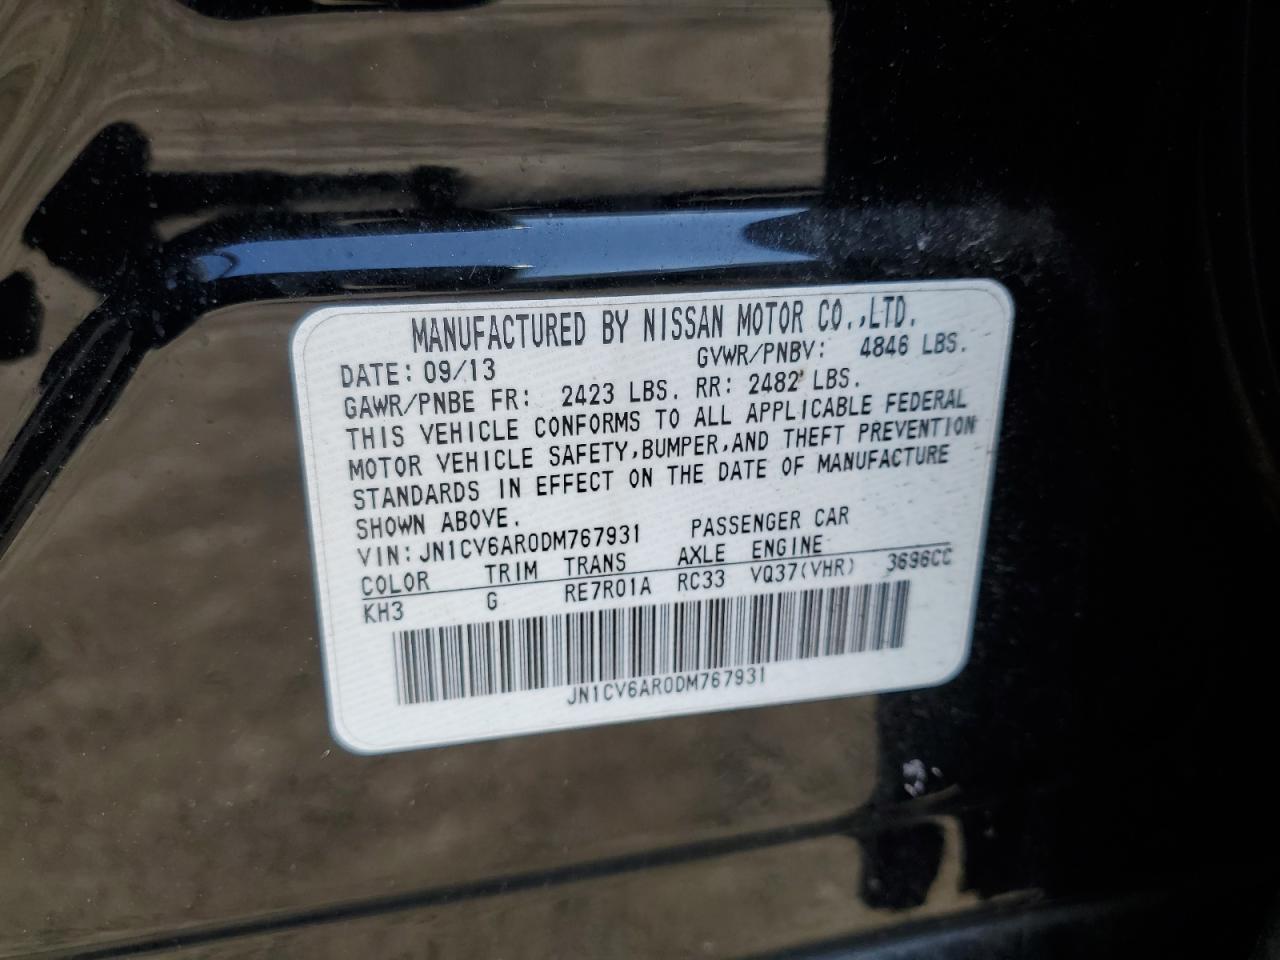 MANUFACTURED BY NISSAN MOTOR CO.,LTD.
DATE: 09/13 GVWR/PNBV: 4846 LBS.
GAWR/PNBE FR: 2423 LBS. RR: 2482 LBS.
THIS VEHICLE CONFORMS TO ALL APPLICABLE FEDERAL
MOTOR VEHICLE SAFETY,BUMPER,AND THEFT PREVENTION
STANDARDS IN EFFECT ON THE DATE OF MANUFACTURE
SHOWN ABOVE.
VIN: JN1CV6AR0DM767931 PASSENGER CAR
COLOR TRIM TRANS AXLE ENGINE
KH3 G RE7R01A RC33 VQ37(VHR) 3696CC
JN1CV6AR0DM767931